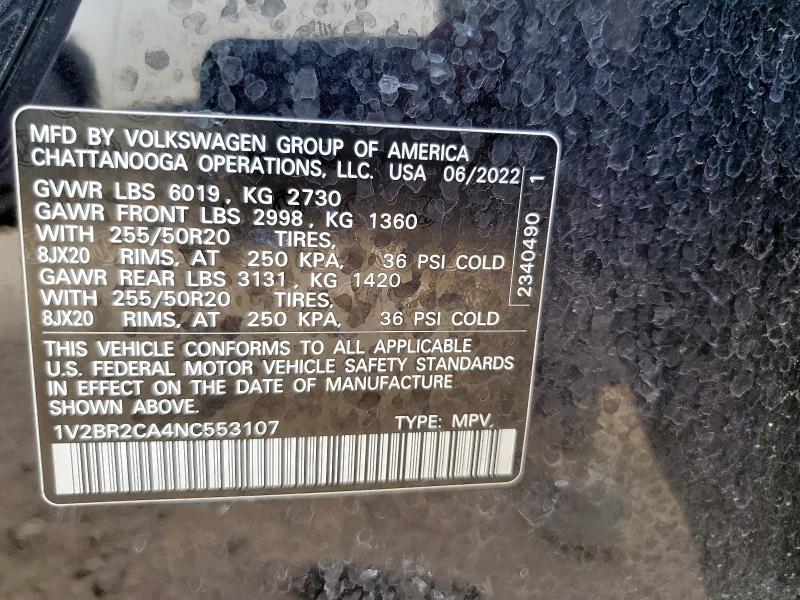 MFD BY VOLKSWAGEN GROUP OF AMERICA
CHATTANOOGA OPERATIONS, LLC. USA 06/2022
GVWR LBS 6019, KG 2730
GAWR FRONT LBS 2998, KG 1360
WITH 255/50R20 TIRES,
8JX20 RIMS, AT 250 KPA, 36 PSI COLD
GAWR REAR LBS 3131, KG 1420
WITH 255/50R20 TIRES,
8JX20 RIMS, AT 250 KPA, 36 PSI COLD
2340490 1
THIS VEHICLE CONFORMS TO ALL APPLICABLE
U.S. FEDERAL MOTOR VEHICLE SAFETY STANDARDS
IN EFFECT ON THE DATE OF MANUFACTURE
SHOWN ABOVE.
1V2BR2CA4NC553107 TYPE: MPV,